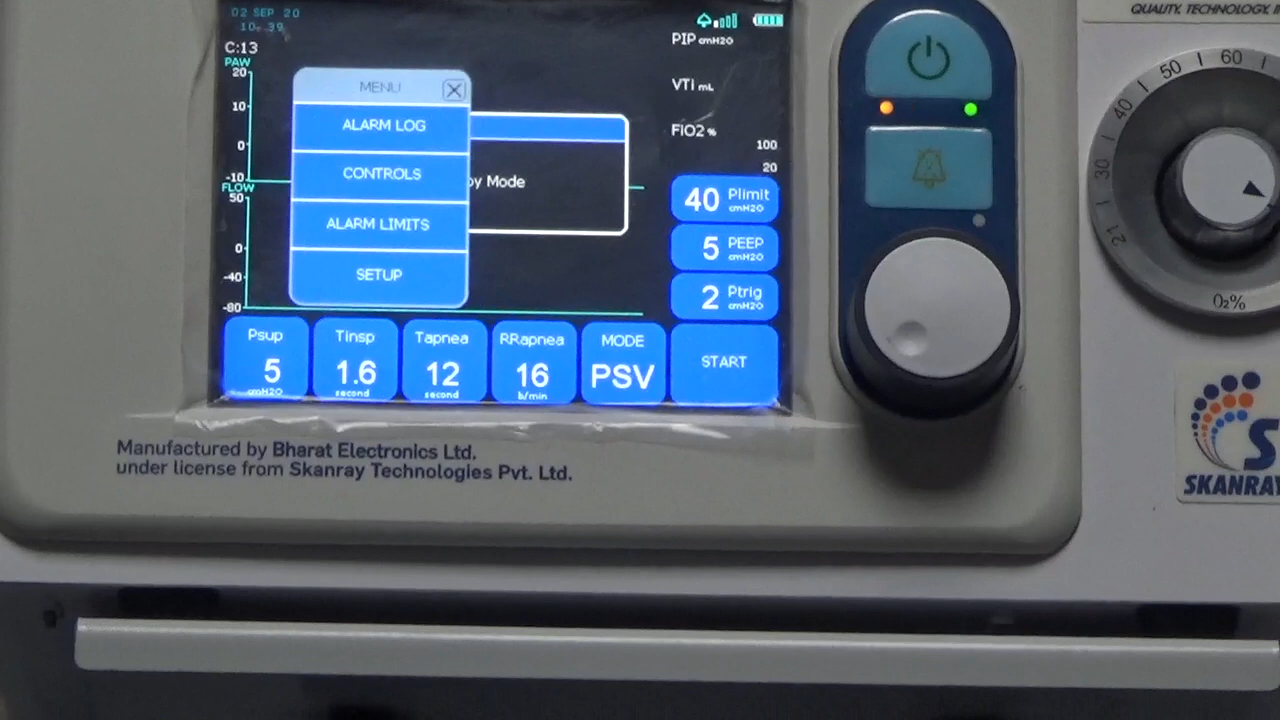 02 SEP 20
10:39
C:13
PAW
20
10
0
-10
FLOW
50
0
-40
-80
MENU
ALARM LOG
CONTROLS
ALARM LIMITS
SETUP
by Mode
PIP cmH2O
VTI mL
FIO2 %
100
20
40 Plimit cmH2O
5 PEEP cmH2O
2 Ptrig cmH2O
Psup
5
cmH2O
Tinsp
1.6
second
Tapnea
12
second
RRapnea
16
b/min
MODE
PSV
START
Manufactured by Bharat Electronics Ltd.
under license from Skanray Technologies Pvt. Ltd.
QUALITY, TECHNOLOGY,
21
30
40
50
60
O₂%
S
SKANRAY